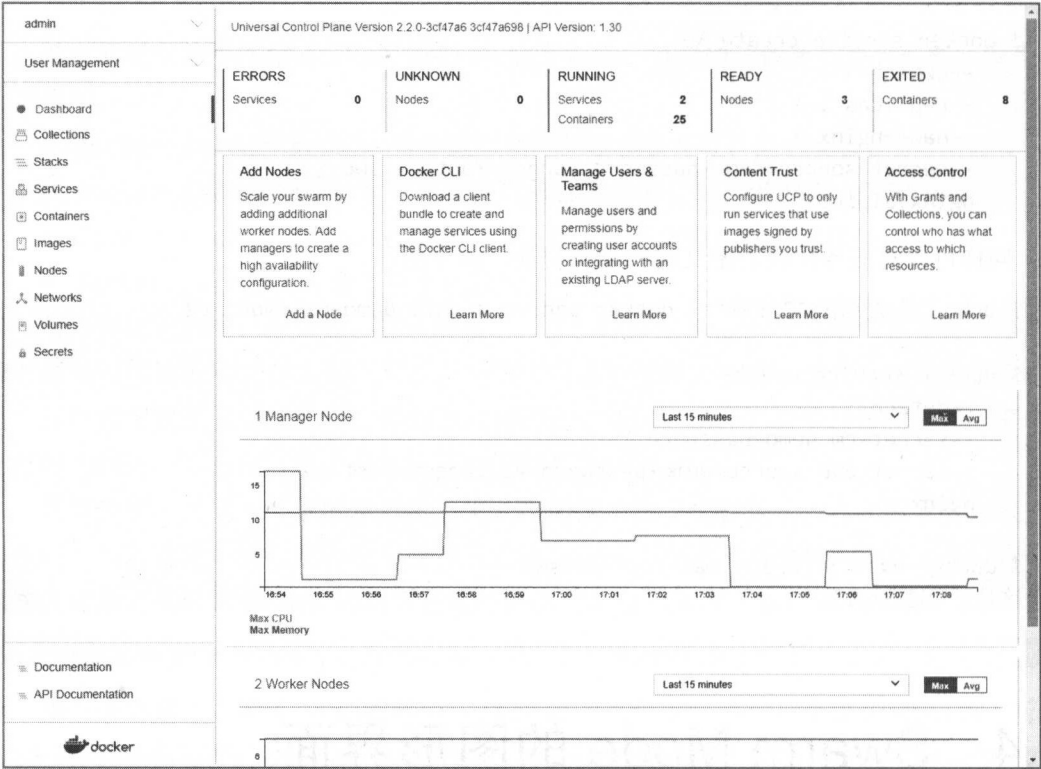 admin
User Management
Dashboard
Collections
Stacks
Services
Containers
Images
Nodes
Networks
Volumes
Secrets
Documentation
API Documentation
docker
Universal Control Plane Version 2.2.0-3cf47a6 3cf47a698 | API Version: 1.30
ERRORS
Services 0
UNKNOWN
Nodes 0
RUNNING
Services 2
Containers 25
READY
Nodes 3
EXITED
Containers 8
Add Nodes
Scale your swarm by
adding additional
worker nodes. Add
managers to create a
high availability
configuration.
Add a Node
Docker CLI
Download a client
bundle to create and
manage services using
the Docker CLI client.
Learn More
Manage Users &
Teams
Manage users and
permissions by
creating user accounts
or integrating with an
existing LDAP server.
Learn More
Content Trust
Configure UCP to only
run services that use
images signed by
publishers you trust.
Learn More
Access Control
With Grants and
Collections, you can
control who has what
access to which
resources.
Learn More
1 Manager Node
Last 15 minutes
Max Avg
15
10
5
16:54 16:55 16:56 16:57 16:58 16:59 17:00 17:01 17:02 17:03 17:04 17:05 17:06 17:07 17:08
Max CPU
Max Memory
2 Worker Nodes
Last 15 minutes
Max Avg
6